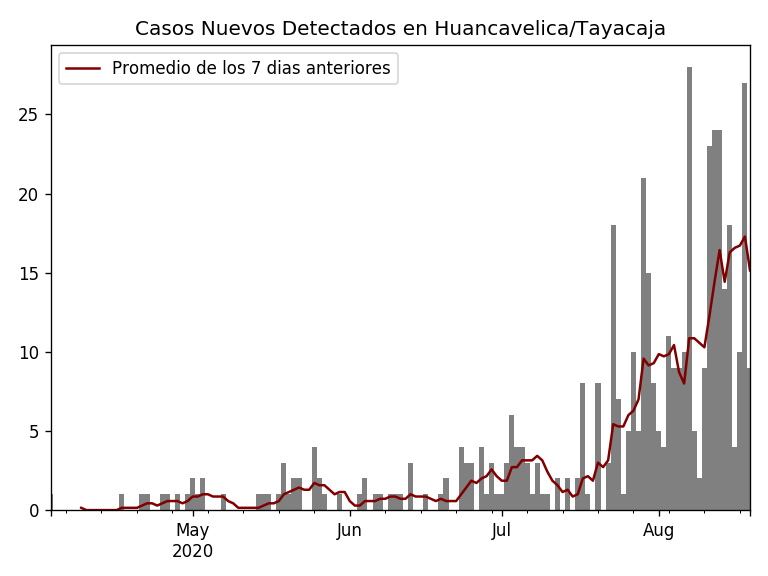 Casos Nuevos Detectados en Huancavelica/Tayacaja
Promedio de los 7 dias anteriores
25
20
15
10
5
0
May
2020
Jun
Jul
Aug